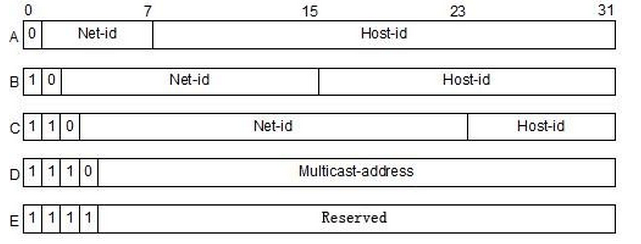 0 7 15 23 31
A 0 Net-id Host-id
B 1 0 Net-id Host-id
C 1 1 0 Net-id Host-id
D 1 1 1 0 Multicast-address
E 1 1 1 1 Reserved